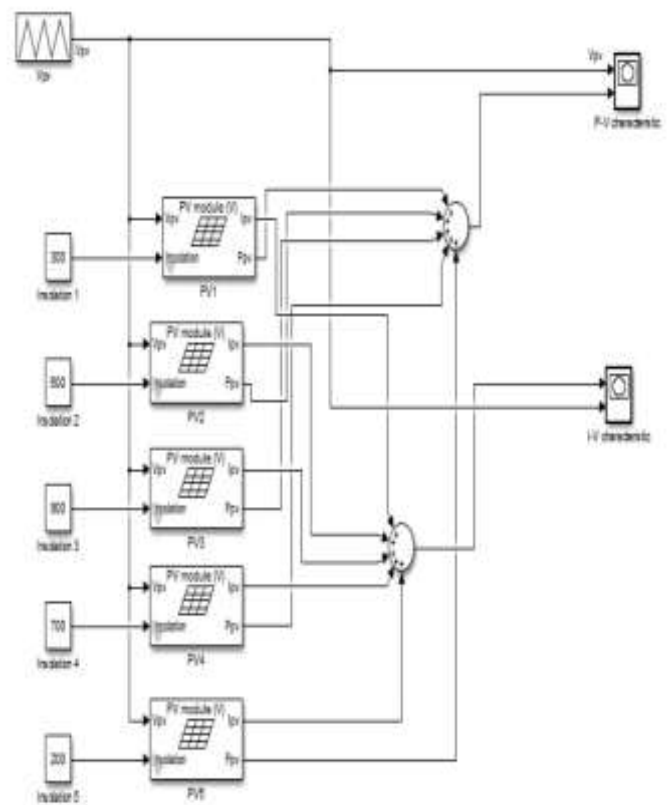 Vpv
Vpv
Vpv
P-V characteristic
PV module (V)
Vpv
Ipv
Insolation
Ppv
PV1
300
Insolation 1
PV module (V)
Vpv
Ipv
Insolation
Ppv
PV2
Insolation 2
I-V characteristic
PV module (V)
Vpv
Ipv
Insolation
Ppv
PV3
Insolation 3
PV module (V)
Vpv
Ipv
Insolation
Ppv
PV4
700
Insolation 4
PV module (V)
Vpv
Ipv
Insolation
Ppv
PV5
200
Insolation 5